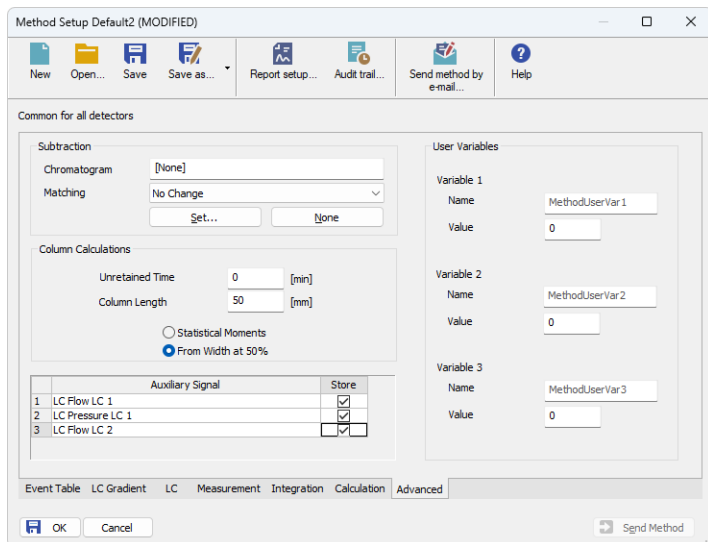 Method Setup Default2 (MODIFIED)
New Open... Save Save as... Report setup... Audit trail... Send method by e-mail... Help
Common for all detectors
Subtraction
Chromatogram [None]
Matching No Change
Set... None
Column Calculations
Unretained Time 0 [min]
Column Length 50 [mm]
Statistical Moments
From Width at 50%
Auxiliary Signal Store
1 LC Flow LC 1
2 LC Pressure LC 1
3 LC Flow LC 2
User Variables
Variable 1
Name MethodUserVar1
Value 0
Variable 2
Name MethodUserVar2
Value 0
Variable 3
Name MethodUserVar3
Value 0
Event Table LC Gradient LC Measurement Integration Calculation Advanced
OK Cancel Send Method